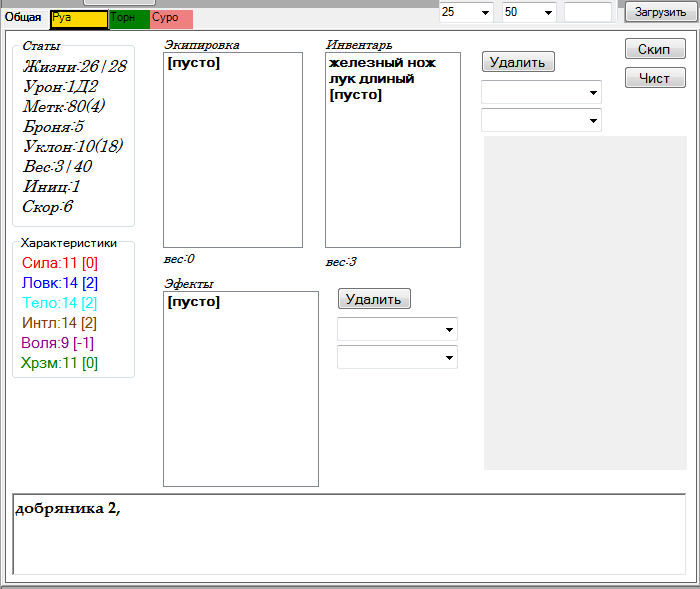 Общая Руа Торн Суро 25 50 Загрузить
Статы
Жизни:26|28
Урон:1Д2
Метк:80(4)
Броня:5
Уклон:10(18)
Вес:3|40
Иниц:1
Скор:6
Характеристики
Сила:11 [0]
Ловк:14 [2]
Тело:14 [2]
Интл:14 [2]
Воля:9 [-1]
Хрзм:11 [0]
Экипировка
[пусто]
вес:0
Инвентарь
железный нож
лук длиный
[пусто]
вес:3
Удалить
Скип
Чист
Эфекты
[пусто]
Удалить
добряника 2,